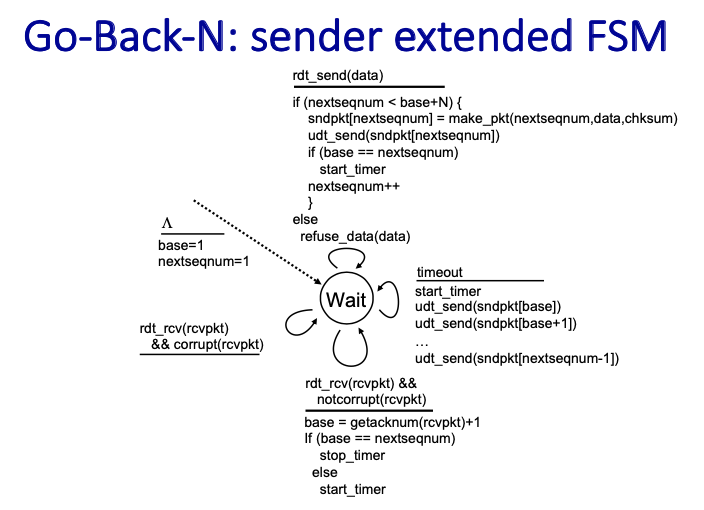 Go-Back-N: sender extended FSM
rdt_send(data)
if (nextseqnum < base+N) {
sndpkt[nextseqnum] = make_pkt(nextseqnum,data,chksum)
udt_send(sndpkt[nextseqnum])
if (base == nextseqnum)
start_timer
nextseqnum++
}
else
refuse_data(data)
Λ
base=1
nextseqnum=1
Wait
timeout
start_timer
udt_send(sndpkt[base])
udt_send(sndpkt[base+1])
…
udt_send(sndpkt[nextseqnum-1])
rdt_rcv(rcvpkt)
&& corrupt(rcvpkt)
rdt_rcv(rcvpkt) &&
notcorrupt(rcvpkt)
base = getacknum(rcvpkt)+1
If (base == nextseqnum)
stop_timer
else
start_timer